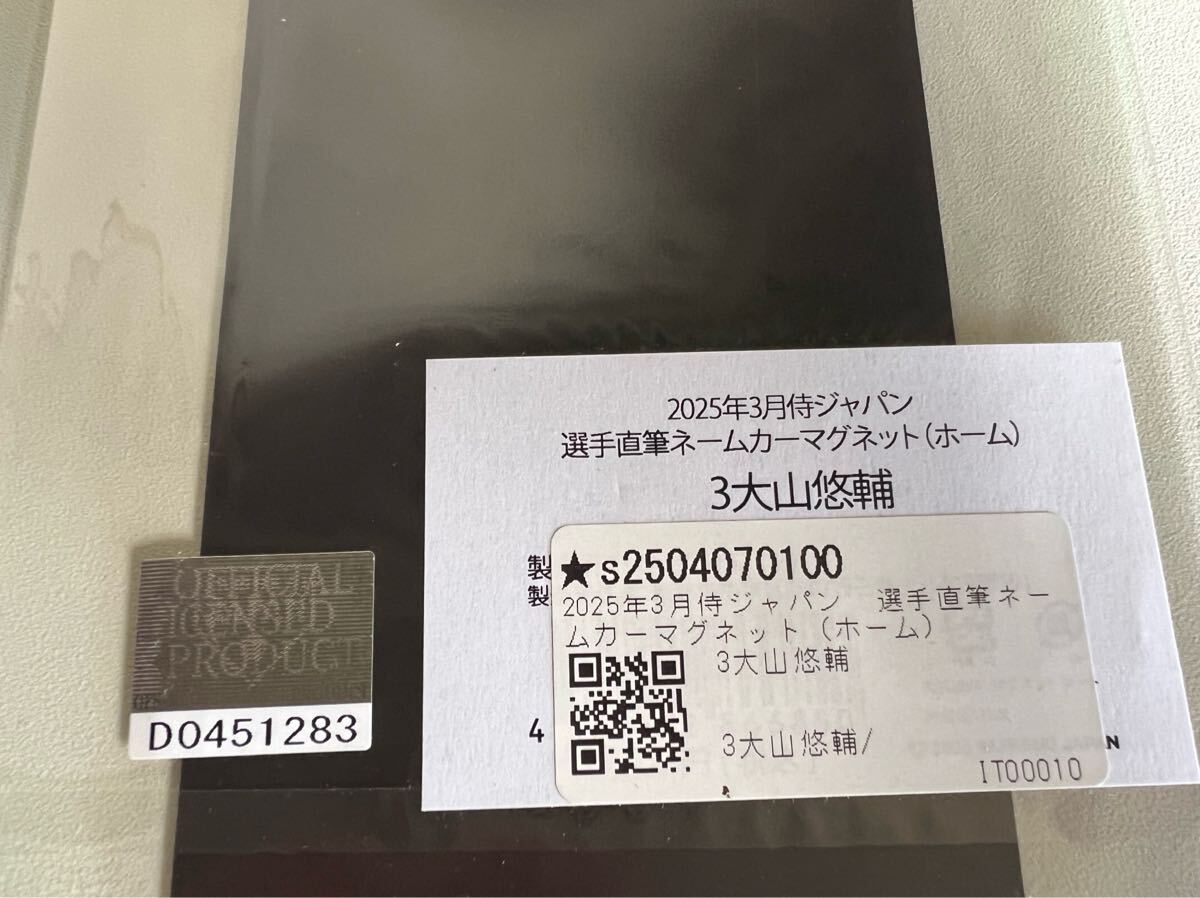 2025年3月侍ジャパン
選手直筆ネームカーマグネット(ホーム)
3大山悠輔
製
製
★s2504070100
2025年3月侍ジャパン 選手直筆ネー
ムカーマグネット(ホーム)
3大山悠輔
4
3大山悠輔/
IT00010
OFFICIAL
LICENSED
PRODUCT
D0451283